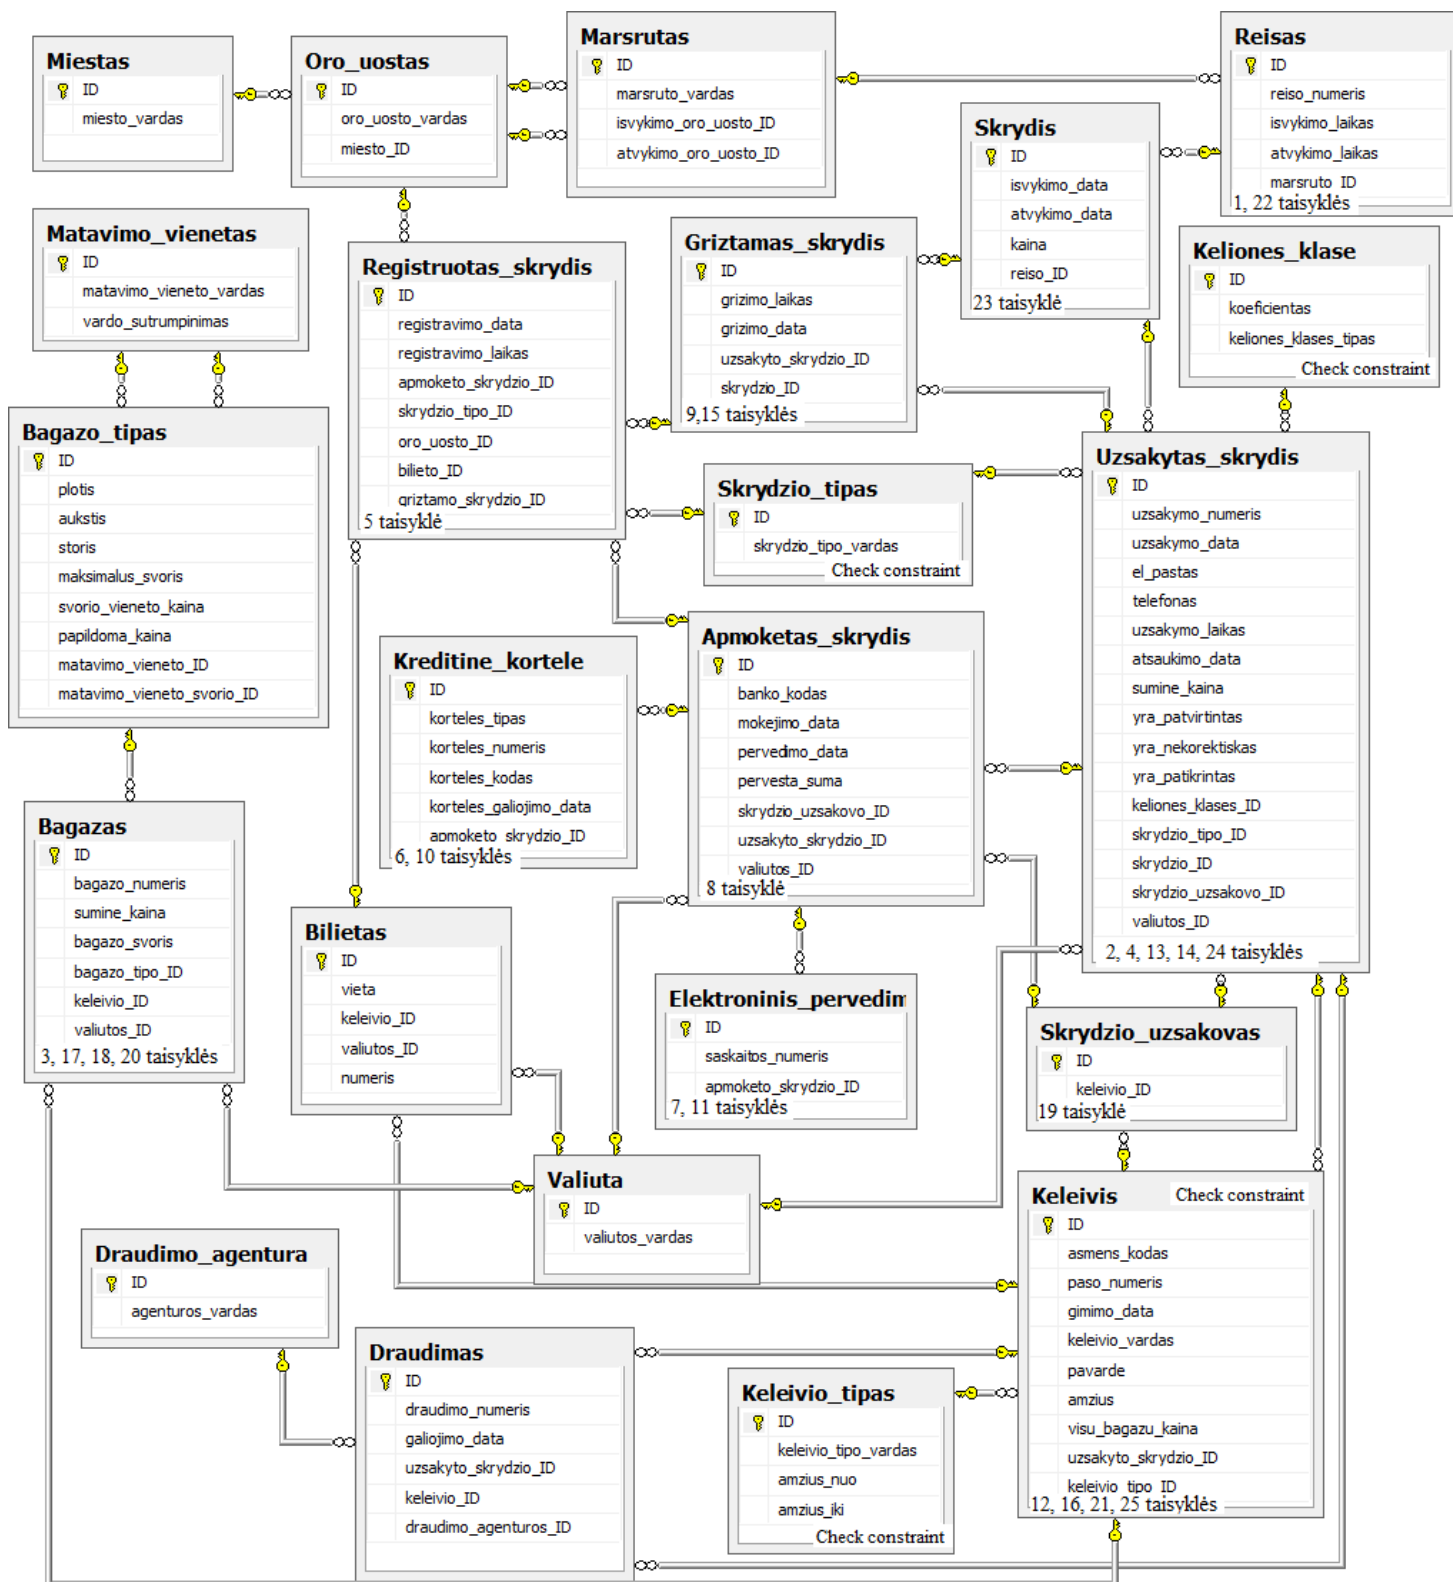 Miestas
ID
miesto_vardas
Oro_uostas
ID
oro_uosto_vardas
miesto_ID
Marsrutas
ID
marsruto_vardas
isvykimo_oro_uosto_ID
atvykimo_oro_uosto_ID
Reisas
ID
reiso_numeris
isvykimo_laikas
atvykimo_laikas
marsruto_ID
1, 22 taisyklės
Skrydis
ID
isvykimo_data
atvykimo_data
kaina
reiso_ID
23 taisyklė
Matavimo_vienetas
ID
matavimo_vieneto_vardas
vardo_sutrumpinimas
Registruotas_skrydis
ID
registravimo_data
registravimo_laikas
apmoketo_skrydzio_ID
skrydzio_tipo_ID
oro_uosto_ID
bilieto_ID
griztamo_skrydzio_ID
5 taisyklė
Griztamas_skrydis
ID
grizimo_laikas
grizimo_data
uzsakyto_skrydzio_ID
skrydzio_ID
9,15 taisyklės
Keliones_klase
ID
koeficientas
keliones_klases_tipas
Check constraint
Bagazo_tipas
ID
plotis
aukstis
storis
maksimalus_svoris
svorio_vieneto_kaina
papildoma_kaina
matavimo_vieneto_ID
matavimo_vieneto_svorio_ID
Skrydzio_tipas
ID
skrydzio_tipo_vardas
Check constraint
Uzsakytas_skrydis
ID
uzsakymo_numeris
uzsakymo_data
el_pastas
telefonas
uzsakymo_laikas
atsaukimo_data
sumine_kaina
yra_patvirtintas
yra_nekorektiskas
yra_patikrintas
keliones_klases_ID
skrydzio_tipo_ID
skrydzio_ID
skrydzio_uzsakovo_ID
valiutos_ID
2, 4, 13, 14, 24 taisyklės
Kreditine_kortele
ID
korteles_tipas
korteles_numeris
korteles_kodas
korteles_galiojimo_data
apmoketo_skrydzio_ID
6, 10 taisyklės
Apmoketas_skrydis
ID
banko_kodas
mokejimo_data
pervedimo_data
pervesta_suma
skrydzio_uzsakovo_ID
uzsakyto_skrydzio_ID
valiutos_ID
8 taisyklė
Bagazas
ID
bagazo_numeris
sumine_kaina
bagazo_svoris
bagazo_tipo_ID
keleivio_ID
valiutos_ID
3, 17, 18, 20 taisyklės
Bilietas
ID
vieta
keleivio_ID
valiutos_ID
numeris
Elektroninis_pervedim
ID
saskaitos_numeris
apmoketo_skrydzio_ID
7, 11 taisyklės
Skrydzio_uzsakovas
ID
keleivio_ID
19 taisyklė
Valiuta
ID
valiutos_vardas
Keleivis
Check constraint
ID
asmens_kodas
paso_numeris
gimimo_data
keleivio_vardas
pavarde
amzius
visu_bagazu_kaina
uzsakyto_skrydzio_ID
keleivio_tipo_ID
12, 16, 21, 25 taisyklės
Draudimo_agentura
ID
agenturos_vardas
Draudimas
ID
draudimo_numeris
galiojimo_data
uzsakyto_skrydzio_ID
keleivio_ID
draudimo_agenturos_ID
Keleivio_tipas
ID
keleivio_tipo_vardas
amzius_nuo
amzius_iki
Check constraint